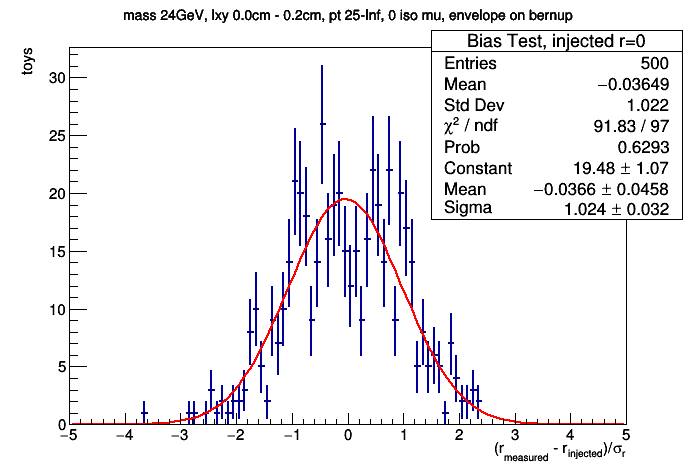 mass 24GeV, lxy 0.0cm - 0.2cm, pt 25-Inf, 0 iso mu, envelope on bernup
toys
Bias Test, injected r=0
Entries 500
Mean −0.03649
Std Dev 1.022
χ² / ndf 91.83 / 97
Prob 0.6293
Constant 19.48 ± 1.07
Mean −0.0366 ± 0.0458
Sigma 1.024 ± 0.032
30
25
20
15
10
5
0
−5 −4 −3 −2 −1 0 1 2 3 4 5
(r_measured - r_injected)/σ_r